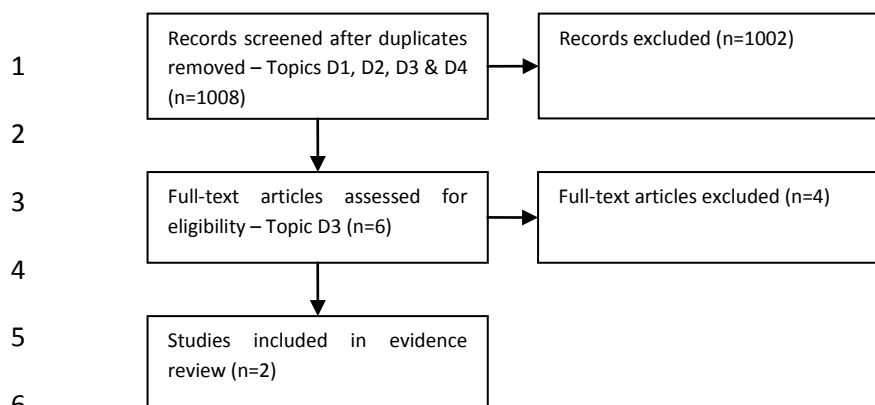 Records screened after duplicates
removed – Topics D1, D2, D3 & D4
(n=1008)
Records excluded (n=1002)
1
2
Full-text articles assessed for
eligibility – Topic D3 (n=6)
Full-text articles excluded (n=4)
3
4
Studies included in evidence
review (n=2)
5
6